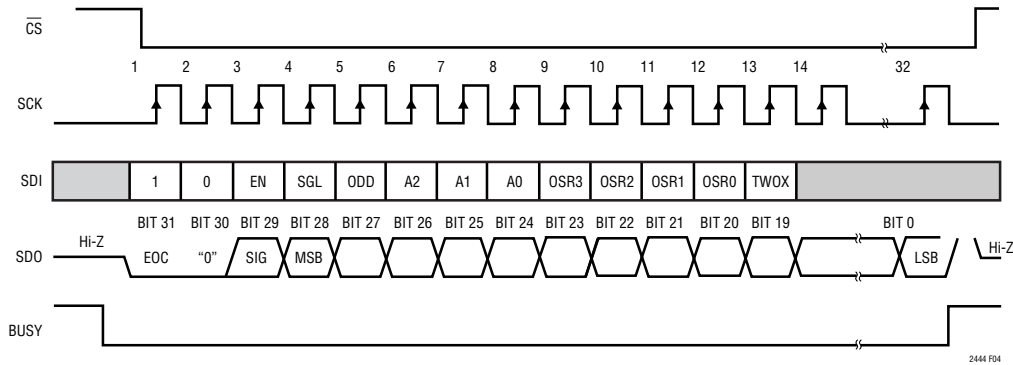 CS
1 2 3 4 5 6 7 8 9 10 11 12 13 14 32
SCK
SDI 1 0 EN SGL ODD A2 A1 A0 OSR3 OSR2 OSR1 OSR0 TWOX
BIT 31 BIT 30 BIT 29 BIT 28 BIT 27 BIT 26 BIT 25 BIT 24 BIT 23 BIT 22 BIT 21 BIT 20 BIT 19 BIT 0
SDO Hi-Z EOC “0” SIG MSB LSB Hi-Z
BUSY
2444 F04